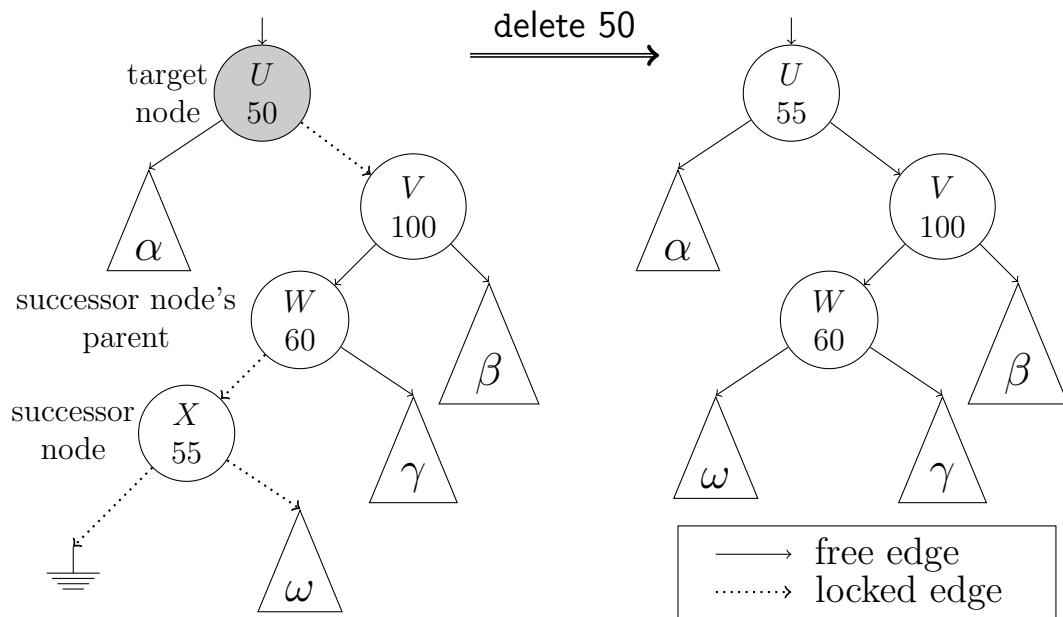 delete 50
target
node
U
50
α
V
100
successor node's
parent
W
60
β
successor
node
X
55
γ
ω
U
55
α
V
100
W
60
β
ω
γ
free edge
locked edge